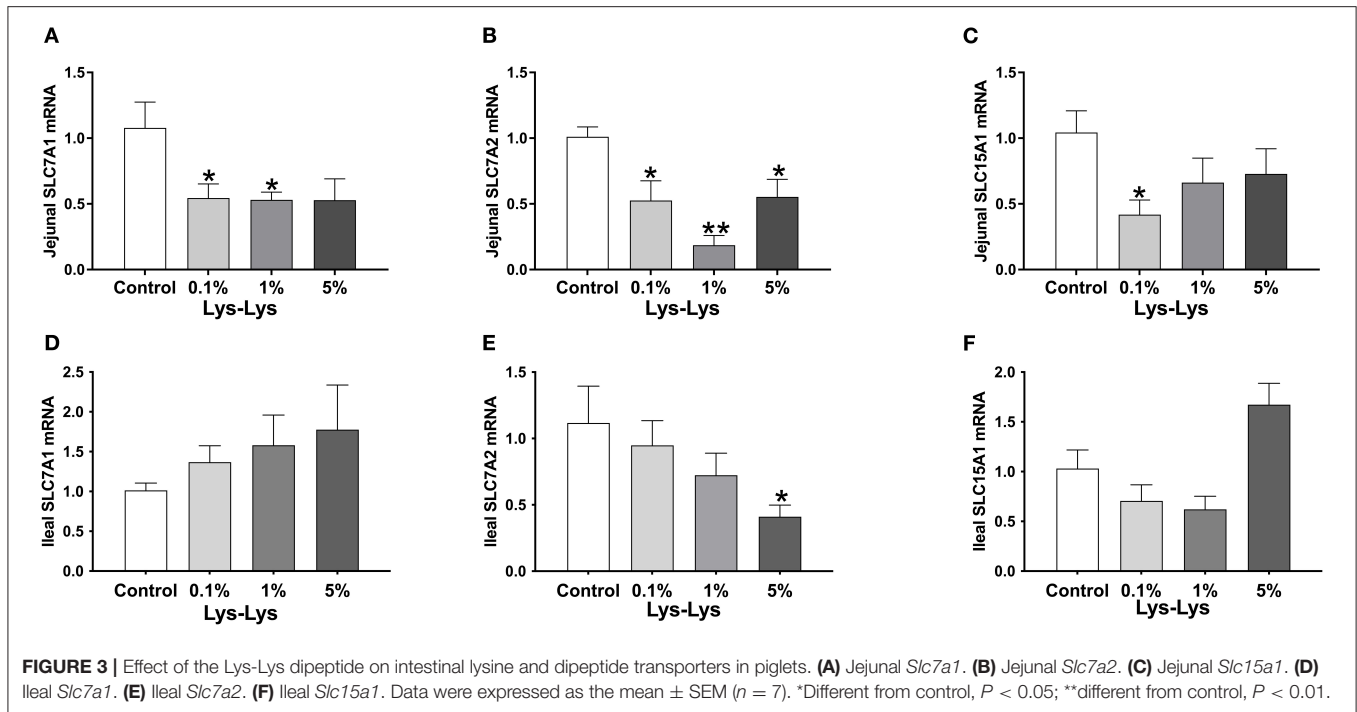 A
Jejunal SLC7A1 mRNA
1.5
1.0
0.5
0.0
*
*
Control 0.1% 1% 5%
Lys-Lys
B
Jejunal SLC7A2 mRNA
1.5
1.0
0.5
0.0
*
**
*
Control 0.1% 1% 5%
Lys-Lys
C
Jejunal SLC15A1 mRNA
1.5
1.0
0.5
0.0
*
Control 0.1% 1% 5%
Lys-Lys
D
Ileal SLC7A1 mRNA
2.5
2.0
1.5
1.0
0.5
0.0
Control 0.1% 1% 5%
Lys-Lys
E
Ileal SLC7A2 mRNA
1.5
1.0
0.5
0.0
*
Control 0.1% 1% 5%
Lys-Lys
F
Ileal SLC15A1 mRNA
2.0
1.5
1.0
0.5
0.0
Control 0.1% 1% 5%
Lys-Lys
FIGURE 3 | Effect of the Lys-Lys dipeptide on intestinal lysine and dipeptide transporters in piglets. (A) Jejunal Slc7a1. (B) Jejunal Slc7a2. (C) Jejunal Slc15a1. (D)
Ileal Slc7a1. (E) Ileal Slc7a2. (F) Ileal Slc15a1. Data were expressed as the mean ± SEM (n = 7). *Different from control, P < 0.05; **different from control, P < 0.01.